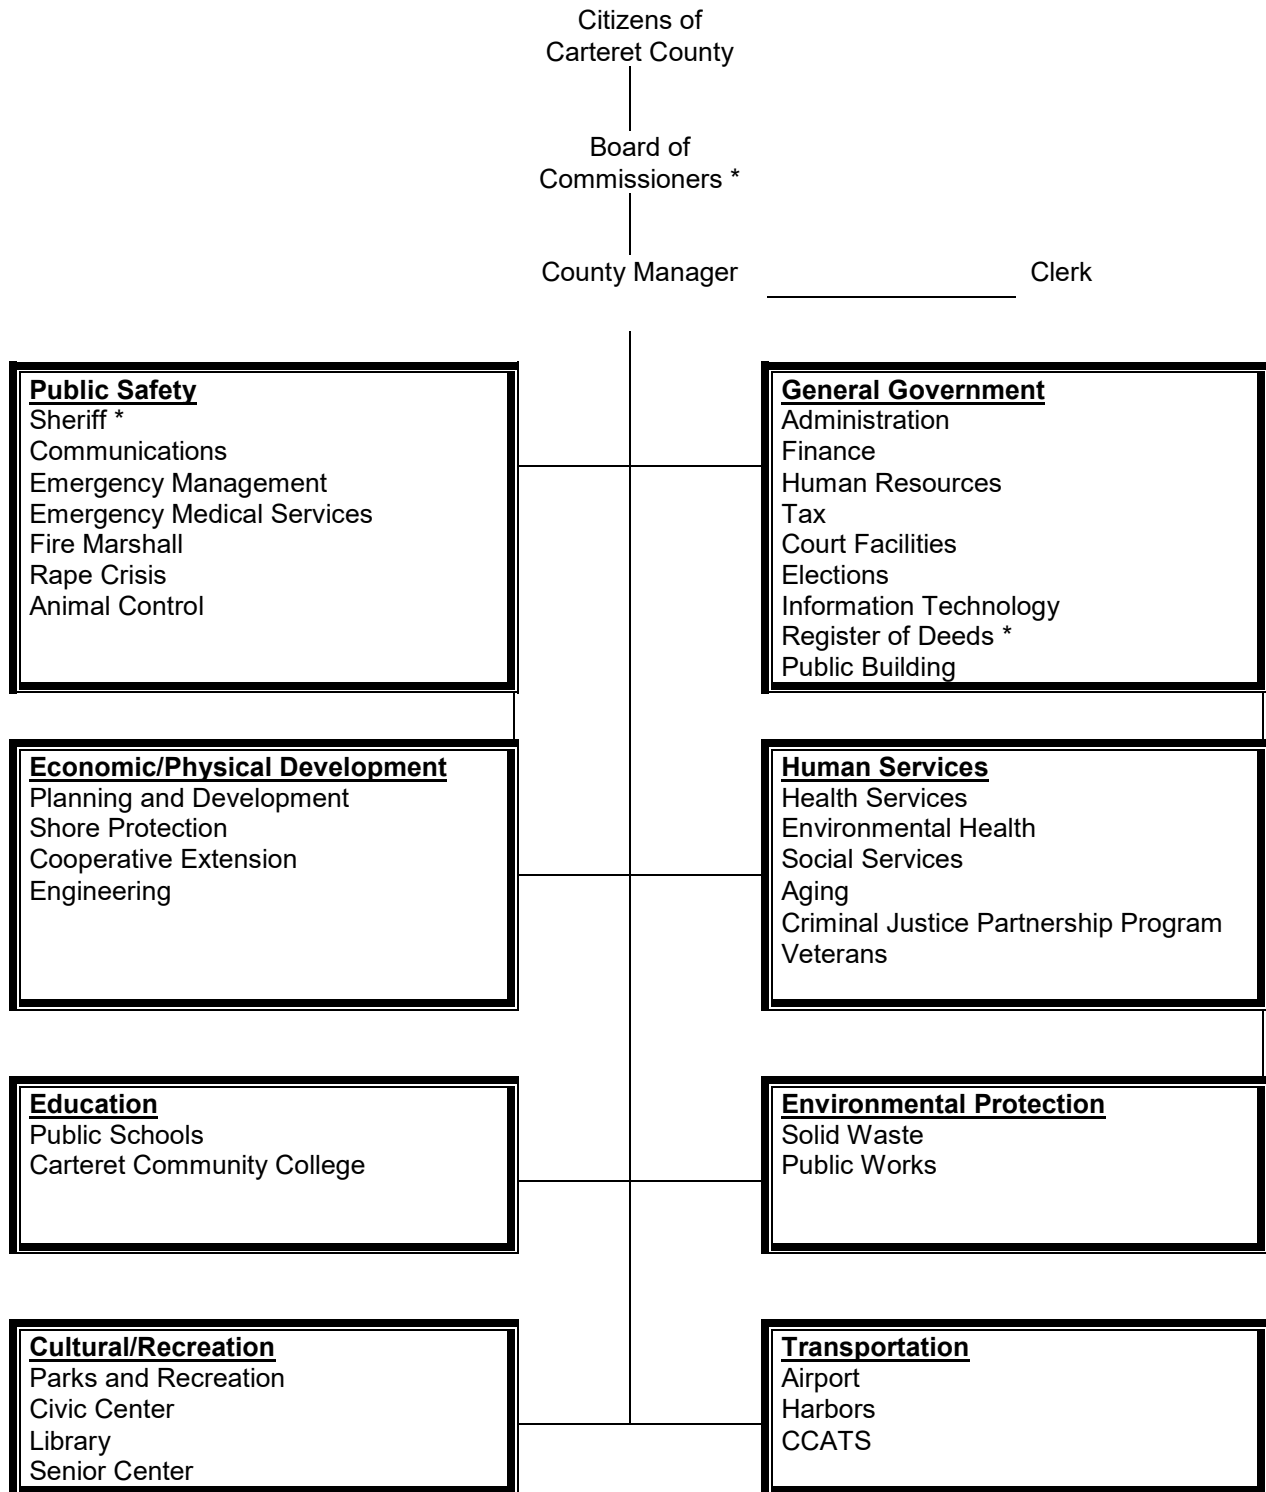 Citizens of
Carteret County
Board of
Commissioners *
County Manager
Clerk
Public Safety
Sheriff *
Communications
Emergency Management
Emergency Medical Services
Fire Marshall
Rape Crisis
Animal Control
General Government
Administration
Finance
Human Resources
Tax
Court Facilities
Elections
Information Technology
Register of Deeds *
Public Building
Economic/Physical Development
Planning and Development
Shore Protection
Cooperative Extension
Engineering
Human Services
Health Services
Environmental Health
Social Services
Aging
Criminal Justice Partnership Program
Veterans
Education
Public Schools
Carteret Community College
Environmental Protection
Solid Waste
Public Works
Cultural/Recreation
Parks and Recreation
Civic Center
Library
Senior Center
Transportation
Airport
Harbors
CCATS